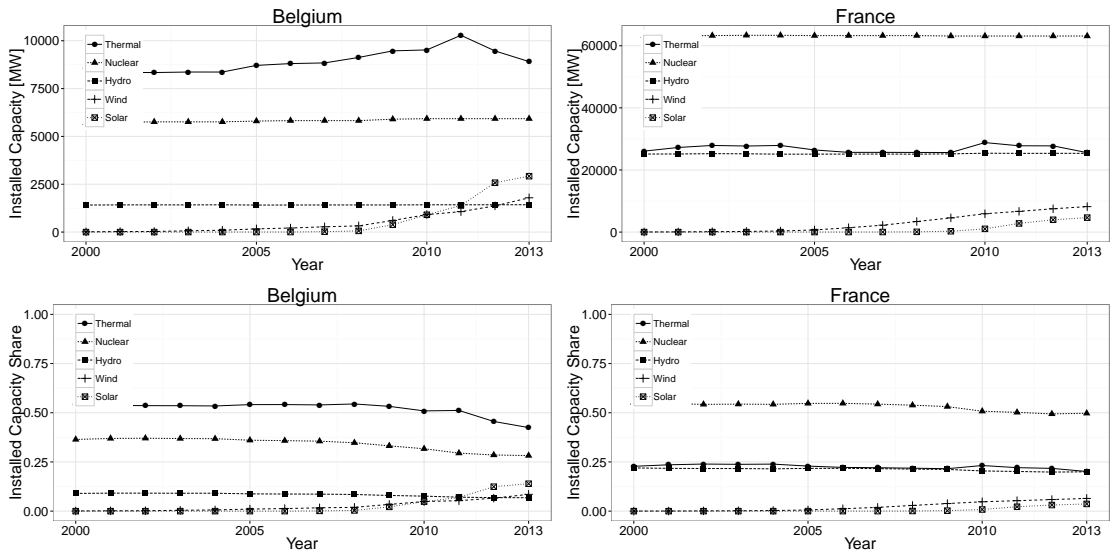 Belgium
Installed Capacity [MW]
10000
7500
5000
2500
0
Thermal
Nuclear
Hydro
Wind
Solar
2000
2005
2010
2013
Year
France
Installed Capacity [MW]
60000
40000
20000
0
Thermal
Nuclear
Hydro
Wind
Solar
2000
2005
2010
2013
Year
Belgium
Installed Capacity Share
1.00
0.75
0.50
0.25
0.00
Thermal
Nuclear
Hydro
Wind
Solar
2000
2005
2010
2013
Year
France
Installed Capacity Share
1.00
0.75
0.50
0.25
0.00
Thermal
Nuclear
Hydro
Wind
Solar
2000
2005
2010
2013
Year